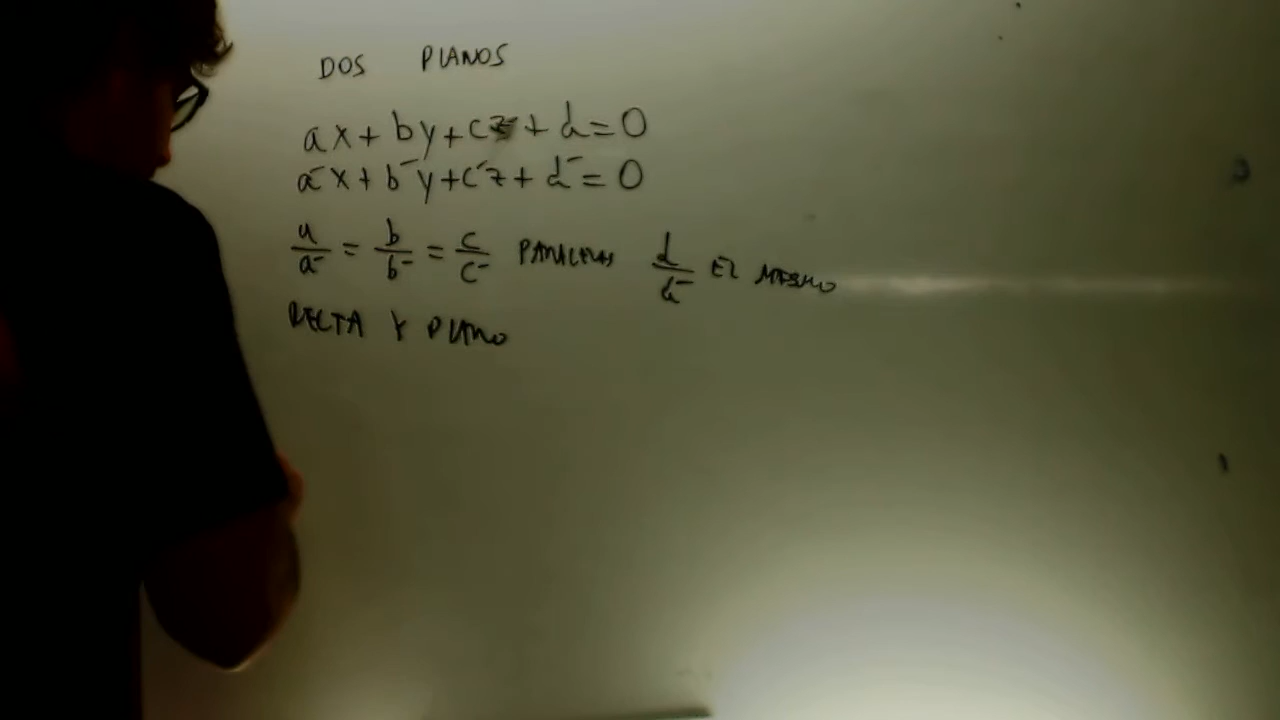 DOS PLANOS
ax + by + cz + d = 0
a⁻x + b⁻y + c⁻z + d⁻ = 0
a/a⁻ = b/b⁻ = c/c⁻ PARALELOS d/d⁻ EL MISMO
RECTA Y PLANO